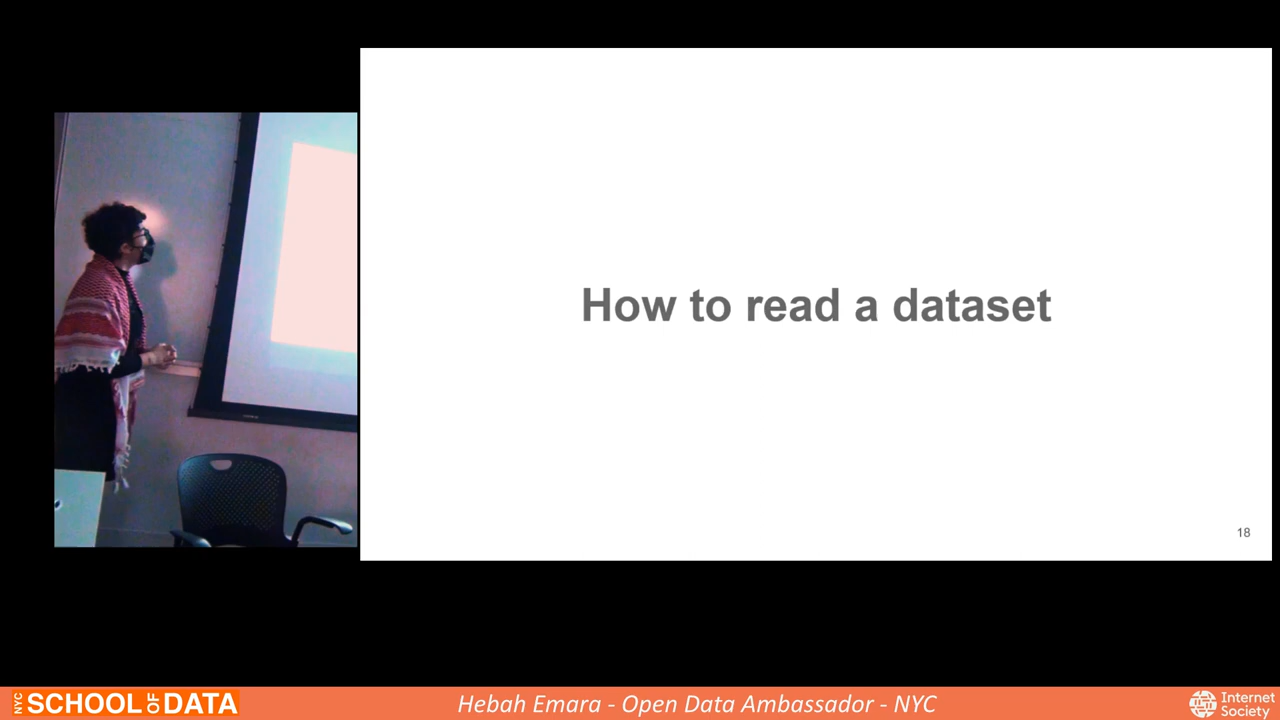 How to read a dataset
18
NYC SCHOOL OF DATA
Hebah Emara - Open Data Ambassador - NYC
Internet
Society